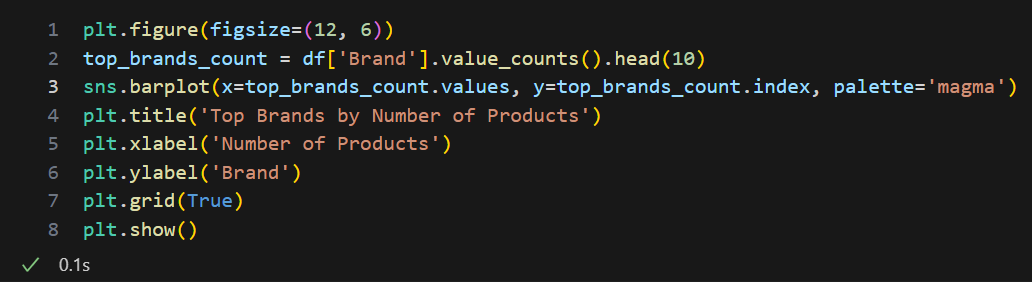 1 plt.figure(figsize=(12, 6))
2 top_brands_count = df['Brand'].value_counts().head(10)
3 sns.barplot(x=top_brands_count.values, y=top_brands_count.index, palette='magma')
4 plt.title('Top Brands by Number of Products')
5 plt.xlabel('Number of Products')
6 plt.ylabel('Brand')
7 plt.grid(True)
8 plt.show()
0.1s